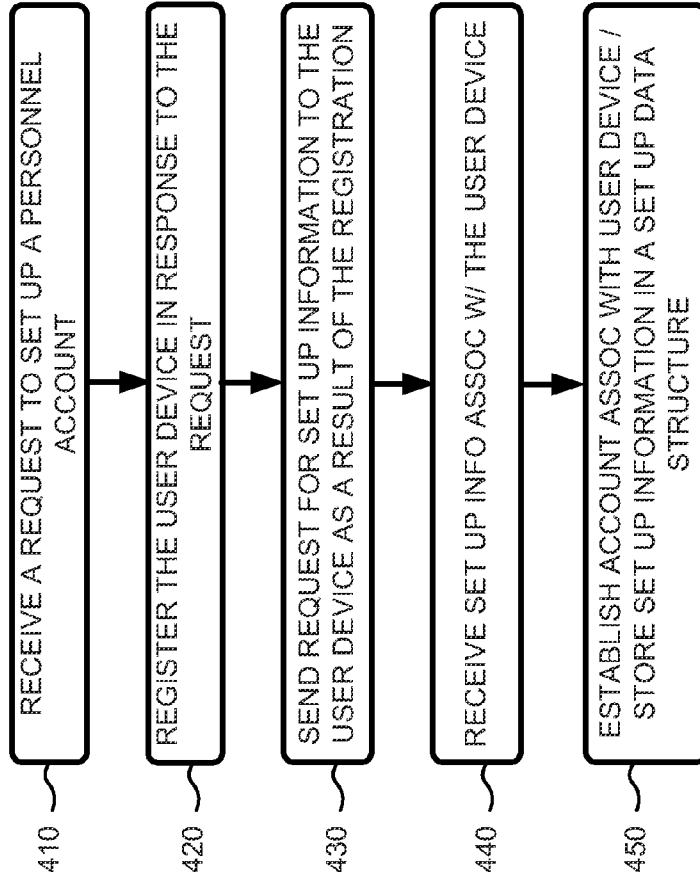 RECEIVE A REQUEST TO SET UP A PERSONNEL
ACCOUNT
410
REGISTER THE USER DEVICE IN RESPONSE TO THE
REQUEST
420
SEND REQUEST FOR SET UP INFORMATION TO THE
USER DEVICE AS A RESULT OF THE REGISTRATION
430
RECEIVE SET UP INFO ASSOC W/ THE USER DEVICE
440
ESTABLISH ACCOUNT ASSOC WITH USER DEVICE /
STORE SET UP INFORMATION IN A SET UP DATA
STRUCTURE
450